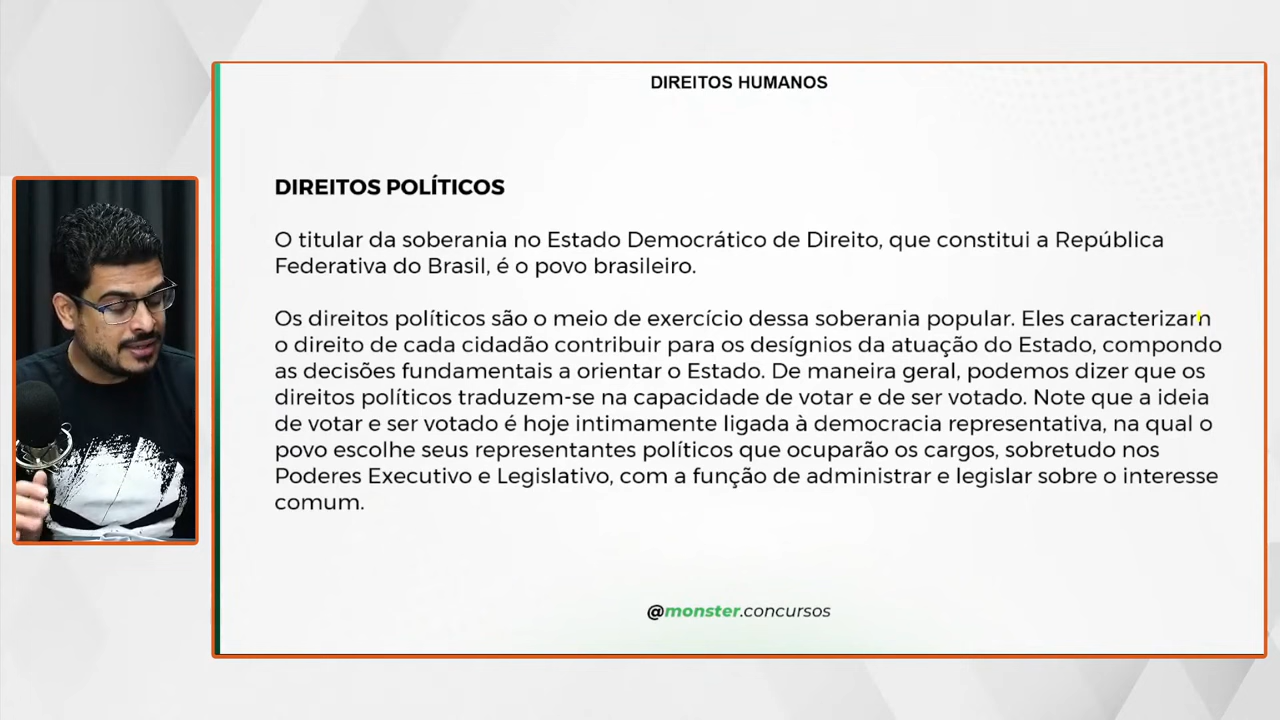 DIREITOS HUMANOS
DIREITOS POLÍTICOS
O titular da soberania no Estado Democrático de Direito, que constitui a República
Federativa do Brasil, é o povo brasileiro.
Os direitos políticos são o meio de exercício dessa soberania popular. Eles caracterizam
o direito de cada cidadão contribuir para os desígnios da atuação do Estado, compondo
as decisões fundamentais a orientar o Estado. De maneira geral, podemos dizer que os
direitos políticos traduzem-se na capacidade de votar e de ser votado. Note que a ideia
de votar e ser votado é hoje intimamente ligada à democracia representativa, na qual o
povo escolhe seus representantes políticos que ocuparão os cargos, sobretudo nos
Poderes Executivo e Legislativo, com a função de administrar e legislar sobre o interesse
comum.
@monster.concursos